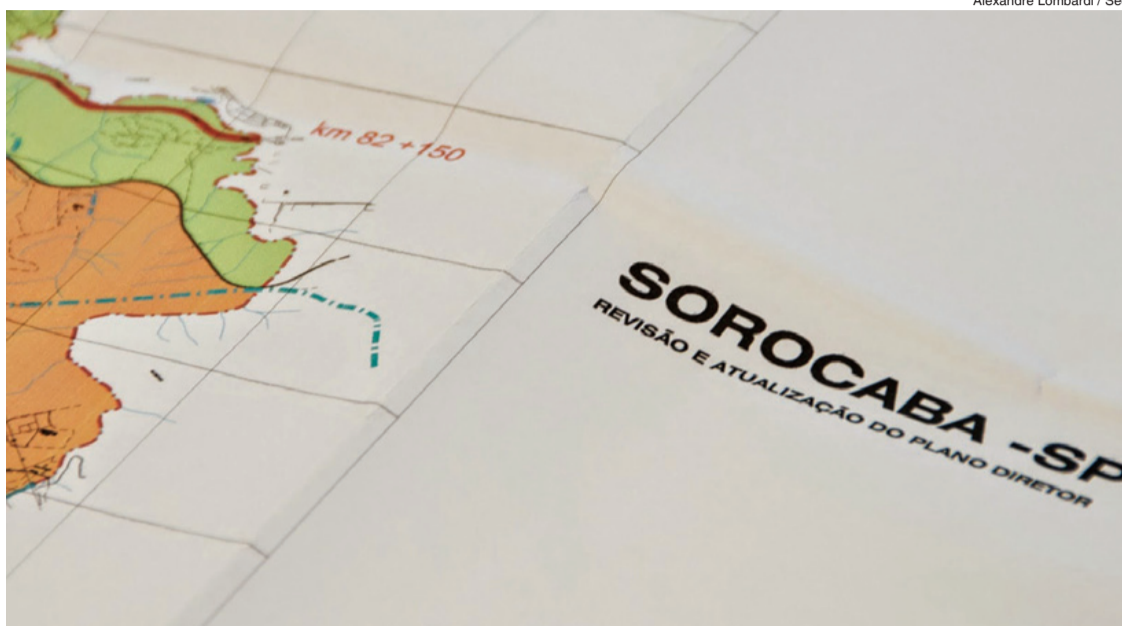 Alexandre Lombardi / Se
km 82 +150
SOROCABA -SP
REVISÃO E ATUALIZAÇÃO DO PLANO DIRETOR